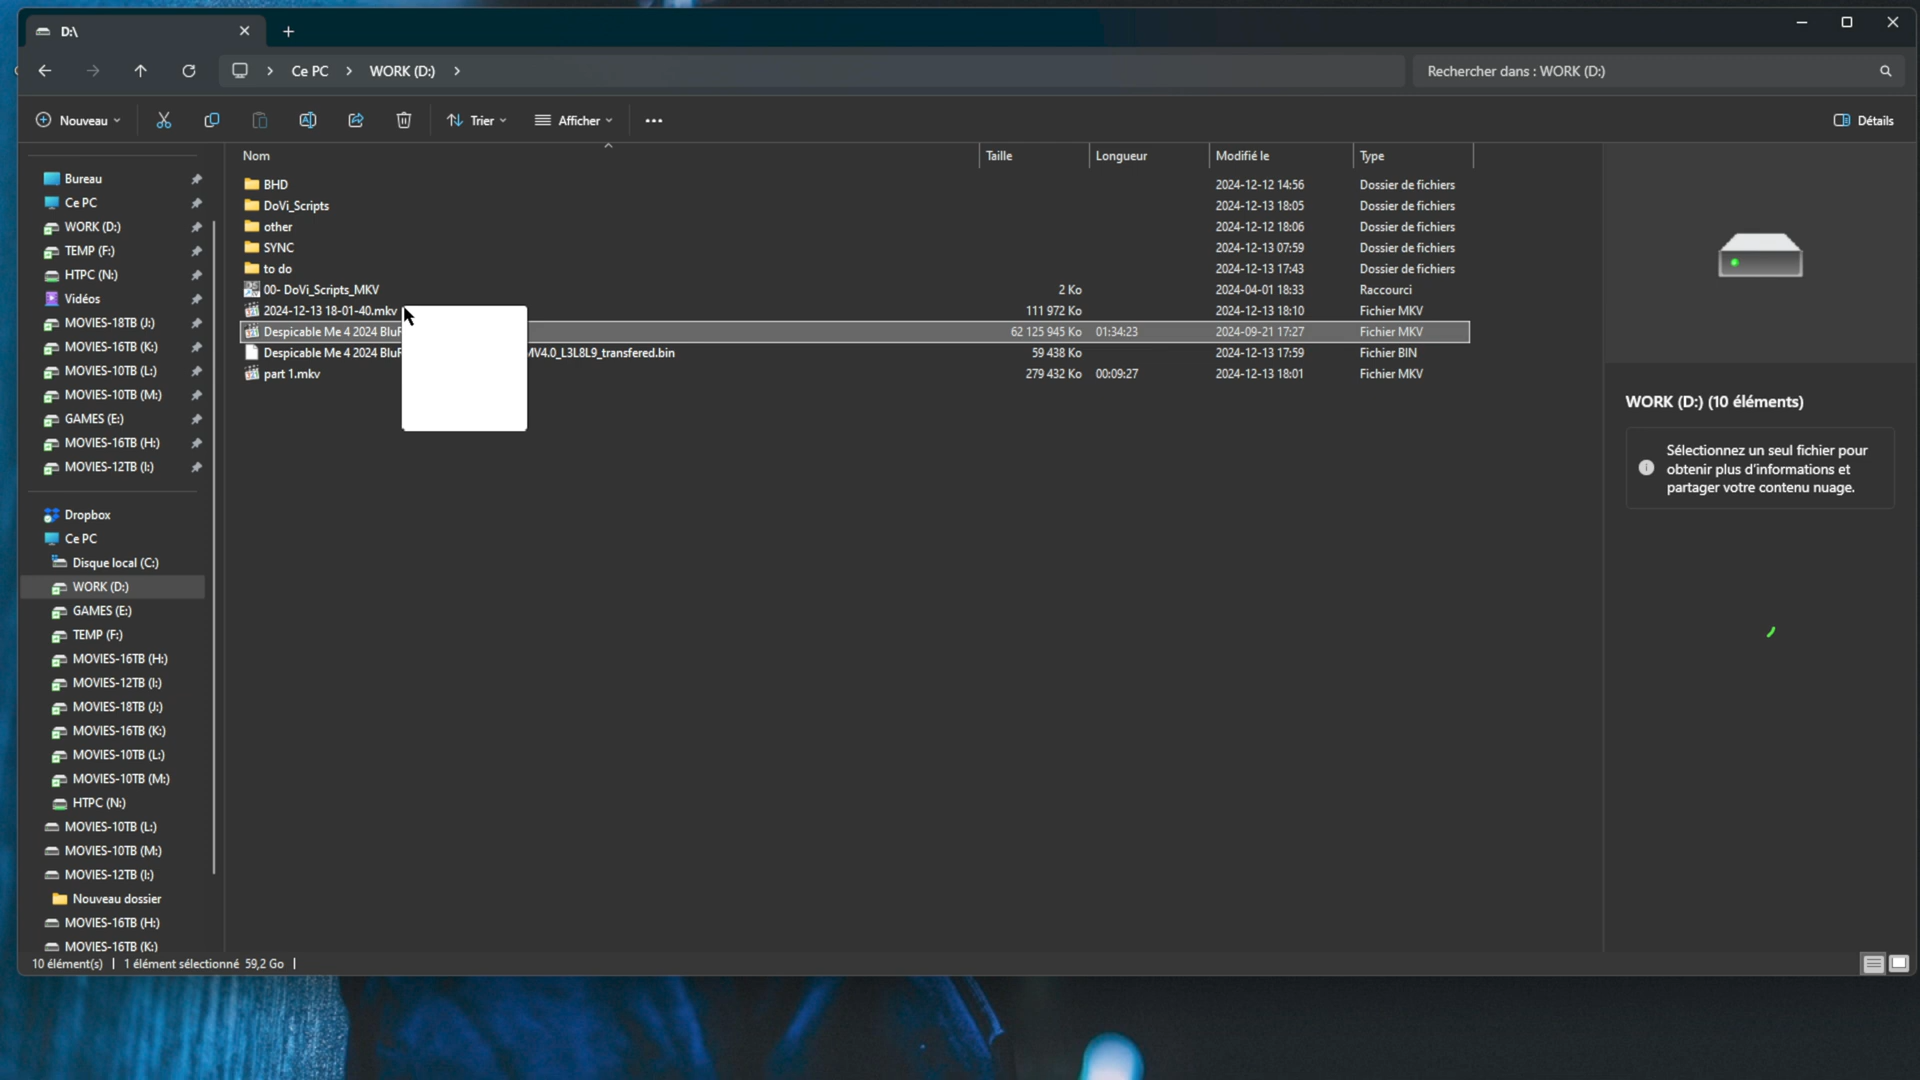 D:\
Ce PC
WORK (D:)
Rechercher dans : WORK (D:)
Nouveau
Trier
Afficher
Détails
Nom Taille Longueur Modifié le Type
BHD 2024-12-12 14:56 Dossier de fichiers
DoVi_Scripts 2024-12-13 18:05 Dossier de fichiers
other 2024-12-12 18:06 Dossier de fichiers
SYNC 2024-12-13 07:59 Dossier de fichiers
to do 2024-12-13 17:43 Dossier de fichiers
00- DoVi_Scripts_MKV 2 Ko 2024-04-01 18:33 Raccourci
2024-12-13 18-01-40.mkv 111 972 Ko 2024-12-13 18:10 Fichier MKV
Despicable Me 4 2024 62 125 945 Ko 01:34:23 2024-09-21 17:27 Fichier MKV
Despicable Me 4 2024 MV4.0_L3L8L9_transfered.bin 59 438 Ko 2024-12-13 17:59 Fichier BIN
part 1.mkv 279 432 Ko 00:09:27 2024-12-13 18:01 Fichier MKV
Bureau
Ce PC
WORK (D:)
TEMP (F:)
HTPC (N:)
Vidéos
MOVIES-18TB (J:)
MOVIES-16TB (K:)
MOVIES-10TB (L:)
MOVIES-10TB (M:)
GAMES (E:)
MOVIES-16TB (H:)
MOVIES-12TB (I:)
Dropbox
Ce PC
Disque local (C:)
WORK (D:)
GAMES (E:)
TEMP (F:)
MOVIES-16TB (H:)
MOVIES-12TB (I:)
MOVIES-18TB (J:)
MOVIES-16TB (K:)
MOVIES-10TB (L:)
MOVIES-10TB (M:)
HTPC (N:)
MOVIES-10TB (L:)
MOVIES-10TB (M:)
MOVIES-12TB (I:)
Nouveau dossier
MOVIES-16TB (H:)
MOVIES-16TB (K:)
WORK (D:) (10 éléments)
Sélectionnez un seul fichier pour
obtenir plus d'informations et
partager votre contenu nuage.
10 élément(s) 1 élément sélectionné 59,2 Go